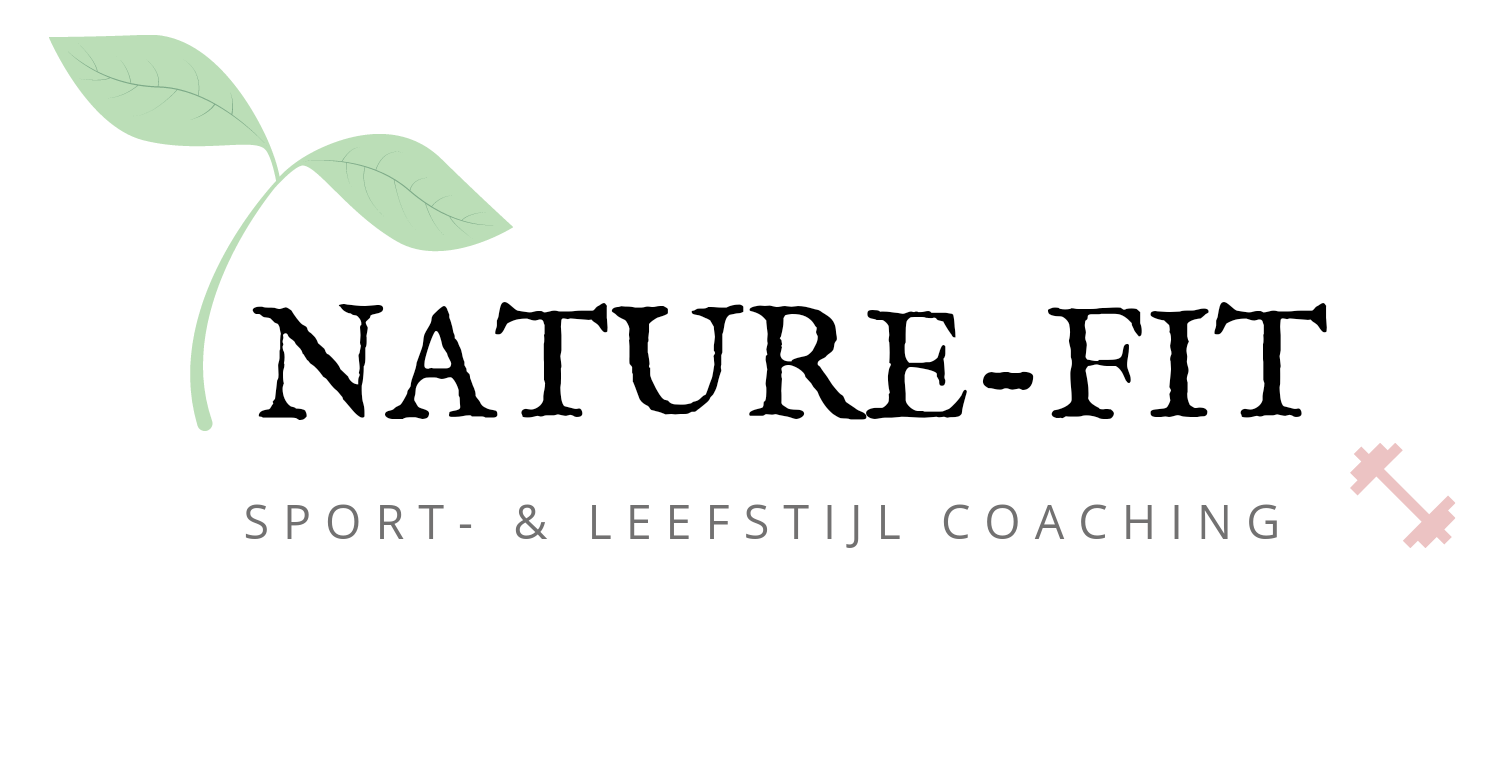 NATURE-FIT
SPORT- & LEEFSTIJL COACHING